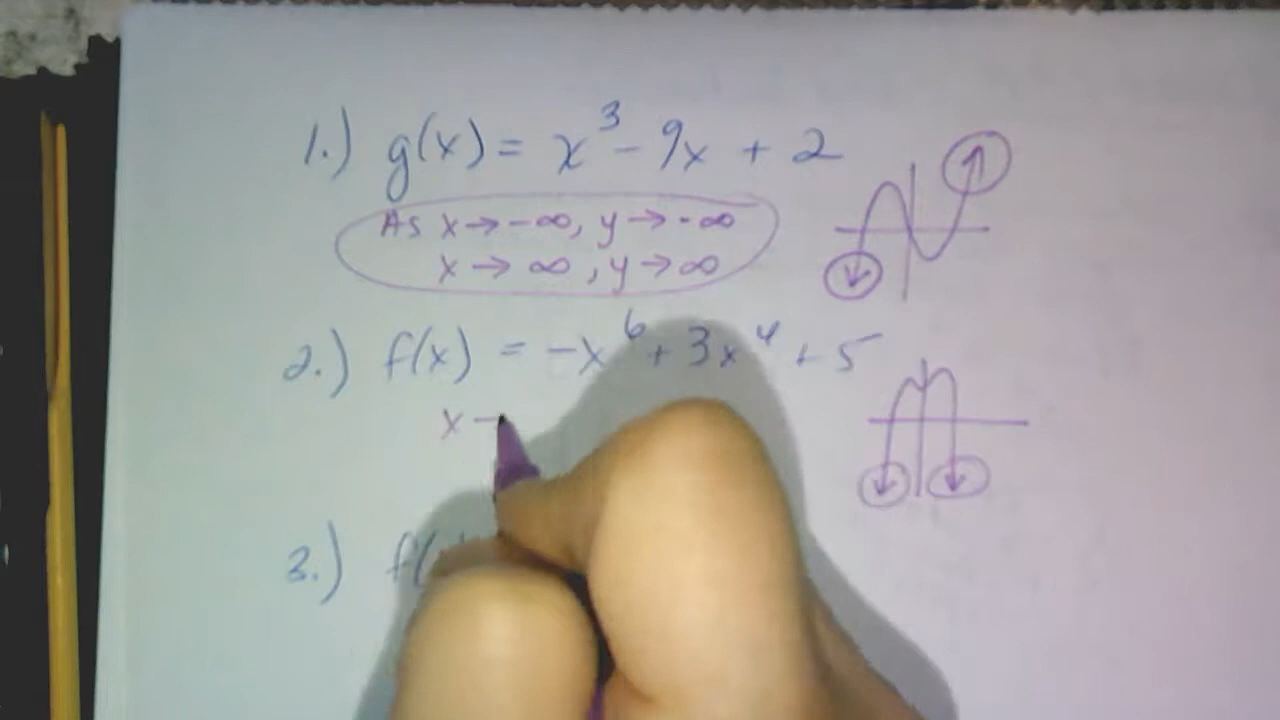 1.) g(x) = x³ - 9x + 2
As x → -∞, y → -∞
x → ∞, y → ∞
2.) f(x) = -x⁶ + 3x⁴ + 5
x -
3.) f(